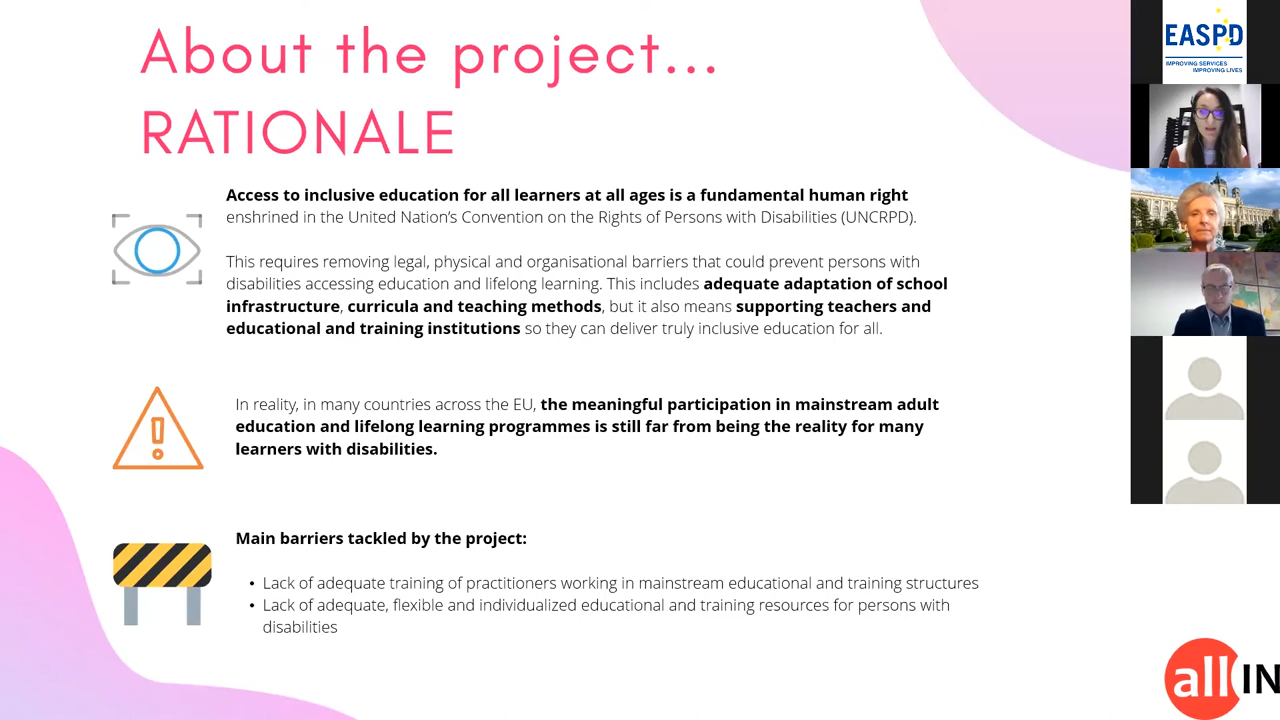 About the project...
RATIONALE
Access to inclusive education for all learners at all ages is a fundamental human right
enshrined in the United Nation's Convention on the Rights of Persons with Disabilities (UNCRPD).
This requires removing legal, physical and organisational barriers that could prevent persons with
disabilities accessing education and lifelong learning. This includes adequate adaptation of school
infrastructure, curricula and teaching methods, but it also means supporting teachers and
educational and training institutions so they can deliver truly inclusive education for all.
In reality, in many countries across the EU, the meaningful participation in mainstream adult
education and lifelong learning programmes is still far from being the reality for many
learners with disabilities.
Main barriers tackled by the project:
• Lack of adequate training of practitioners working in mainstream educational and training structures
• Lack of adequate, flexible and individualized educational and training resources for persons with
disabilities
EASPD
IMPROVING SERVICES
IMPROVING LIVES
all IN